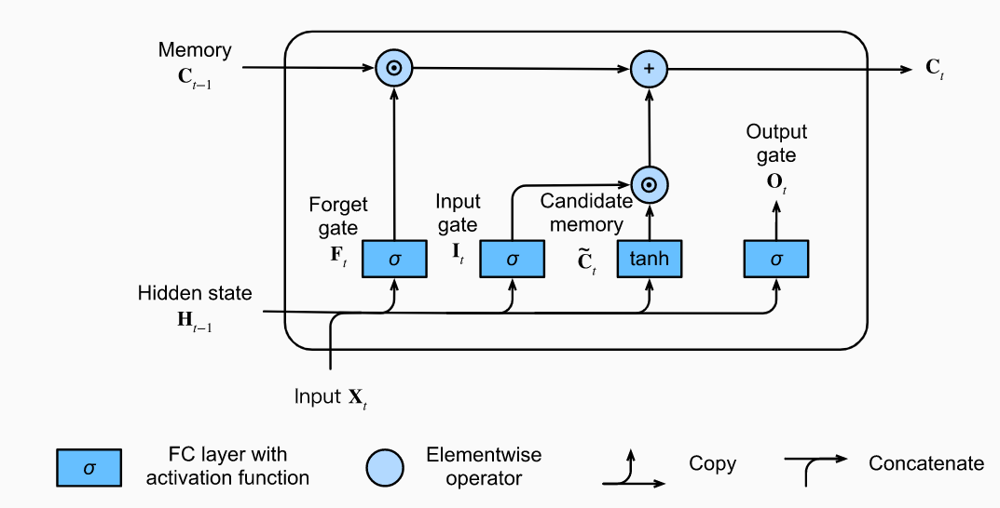 Memory
C_{t−1}
⊙
+
C_t
Output
gate
O_t
⊙
Forget
gate
F_t
Input
gate
I_t
Candidate
memory
C̃_t
σ
σ
tanh
σ
Hidden state
H_{t−1}
Input X_t
σ
FC layer with
activation function
Elementwise
operator
Copy
Concatenate